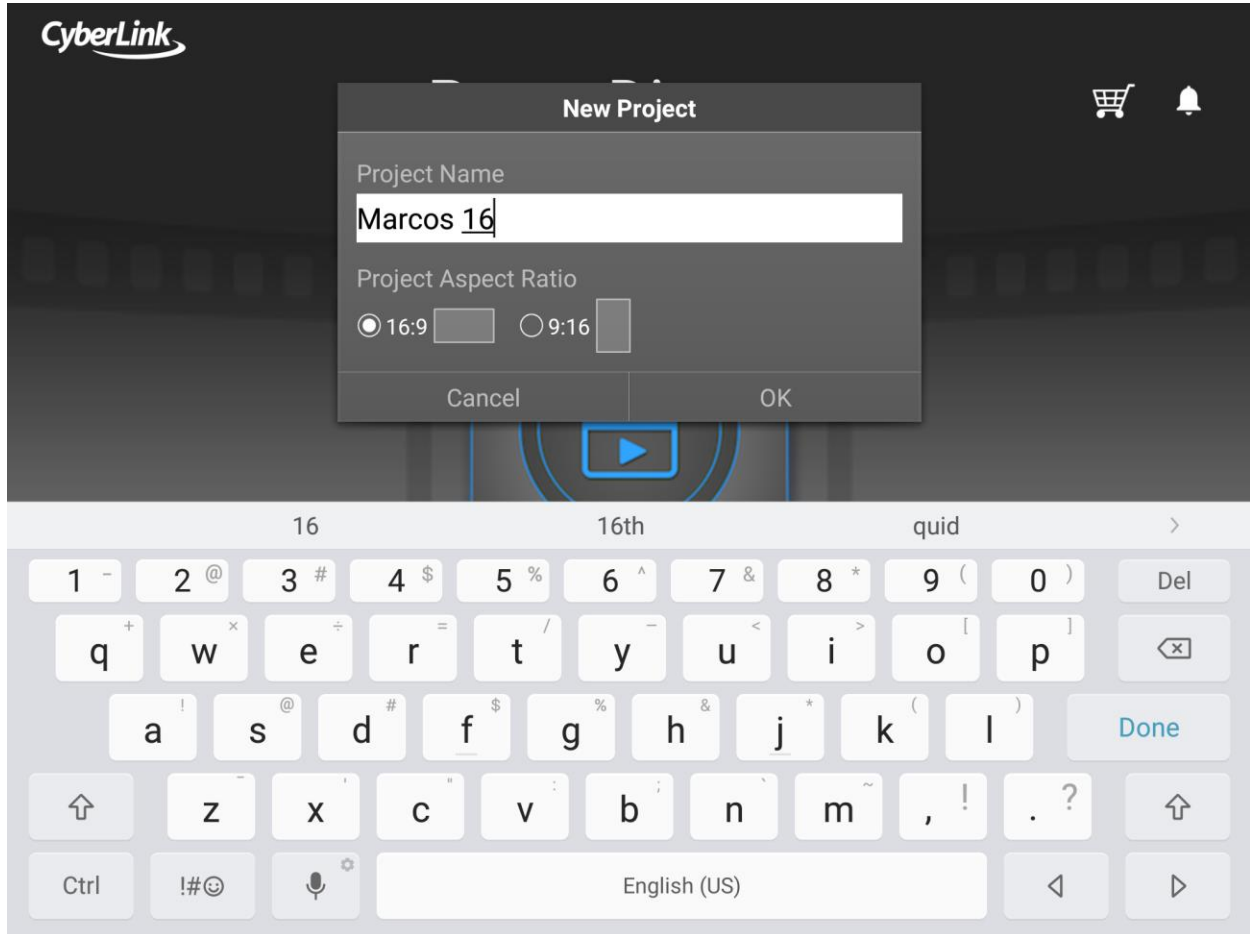 CyberLink
New Project
Project Name
Marcos 16
Project Aspect Ratio
16:9 9:16
Cancel OK
16 16th quid >
1 - 2 @ 3 # 4 $ 5 % 6 ^ 7 & 8 * 9 ( 0 ) Del
q + w × e ÷ r = t / y _ u < i > o [ p ]
a ! s @ d # f $ g % h & j * k ( l ) Done
z - x ' c " v : b ; n ` m ~ , ! . ?
Ctrl !#☺ English (US)